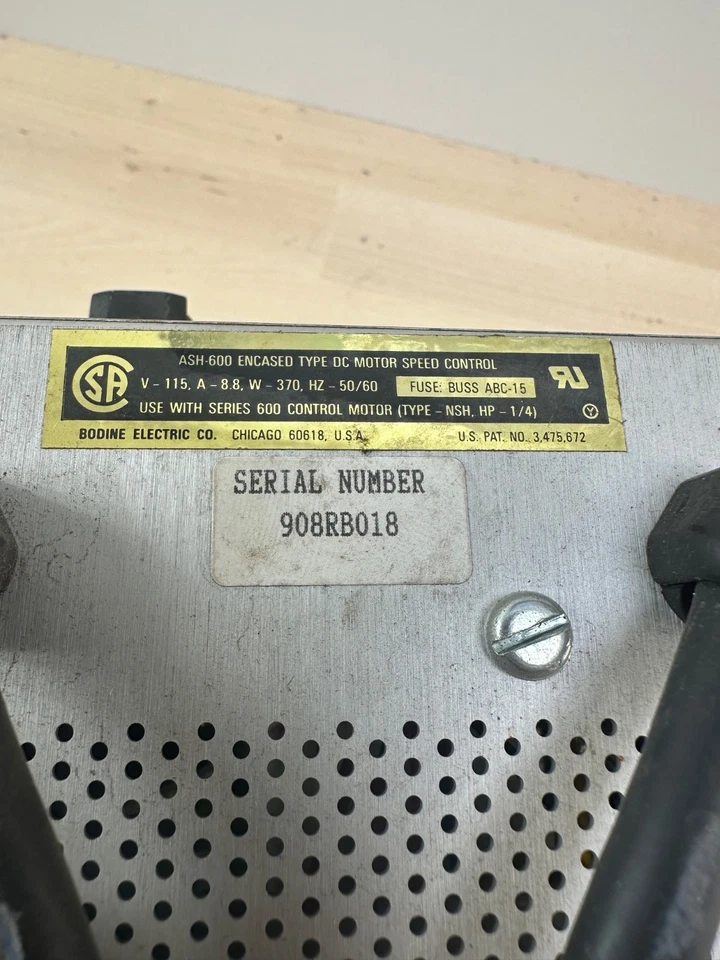 ASH-600 ENCASED TYPE DC MOTOR SPEED CONTROL
V - 115, A - 8.8, W - 370, HZ - 50/60 FUSE: BUSS ABC-15
USE WITH SERIES 600 CONTROL MOTOR (TYPE - NSH, HP - 1/4) Y
BODINE ELECTRIC CO. CHICAGO 60618, U.S.A. U.S. PAT. NO. 3,475,672
SA
RU
SERIAL NUMBER
908RB018